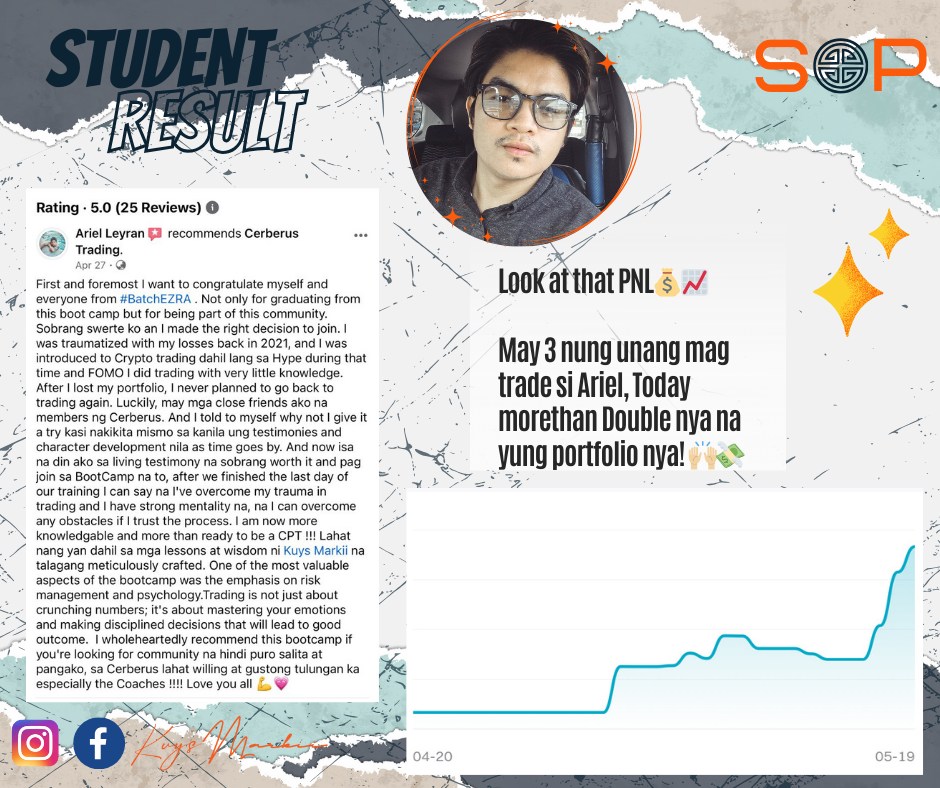 STUDENT
RESULT
SOP
Rating · 5.0 (25 Reviews)
Ariel Leyran recommends Cerberus
Trading.
Apr 27 ·
First and foremost I want to congratulate myself and
everyone from #BatchEZRA . Not only for graduating from
this boot camp but for being part of this community.
Sobrang swerte ko an I made the right decision to join. I
was traumatized with my losses back in 2021, and I was
introduced to Crypto trading dahil lang sa Hype during that
time and FOMO I did trading with very little knowledge.
After I lost my portfolio, I never planned to go back to
trading again. Luckily, may mga close friends ako na
members ng Cerberus. And I told to myself why not I give it
a try kasi nakikita mismo sa kanila ung testimonies and
character development nila as time goes by. And now isa
na din ako sa living testimony na sobrang worth it and pag
join sa BootCamp na to, after we finished the last day of
our training I can say na I've overcome my trauma in
trading and I have strong mentality na, na I can overcome
any obstacles if I trust the process. I am now more
knowledgable and more than ready to be a CPT !!! Lahat
nang yan dahil sa mga lessons at wisdom ni Kuys Markii na
talagang meticulously crafted. One of the most valuable
aspects of the bootcamp was the emphasis on risk
management and psychology.Trading is not just about
crunching numbers; it's about mastering your emotions
and making disciplined decisions that will lead to good
outcome.  I wholeheartedly recommend this bootcamp if
you're looking for community na hindi puro salita at
pangako, sa Cerberus lahat willing at gustong tulungan ka
especially the Coaches !!!! Love you all 💪💗
Look at that PNL💰📈
May 3 nung unang mag
trade si Ariel, Today
morethan Double nya na
yung portfolio nya!🙌🏻💸
04-20
05-19
Kuys Markii